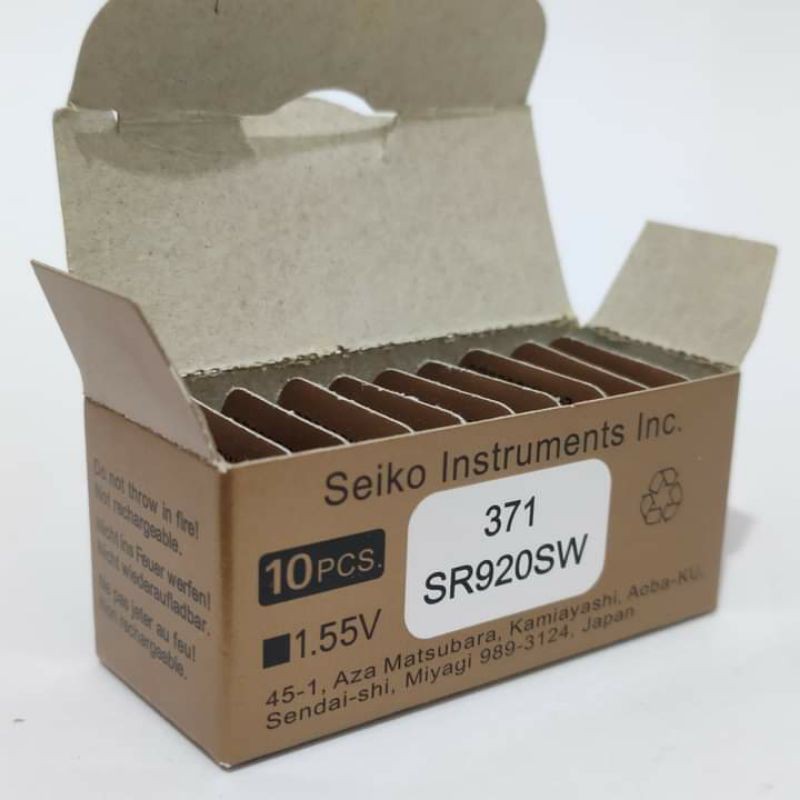 Do not throw in fire!
Not rechargeable.
Nicht ins Feuer werfen!
Nicht wiederaufladbar.
Ne pas jeter au feu!
Non rechargeable.
Seiko Instruments Inc.
10PCS.
371
SR920SW
■1.55V
45-1, Aza Matsubara, Kamiayashi, Aoba-KU,
Sendai-shi, Miyagi 989-3124, Japan